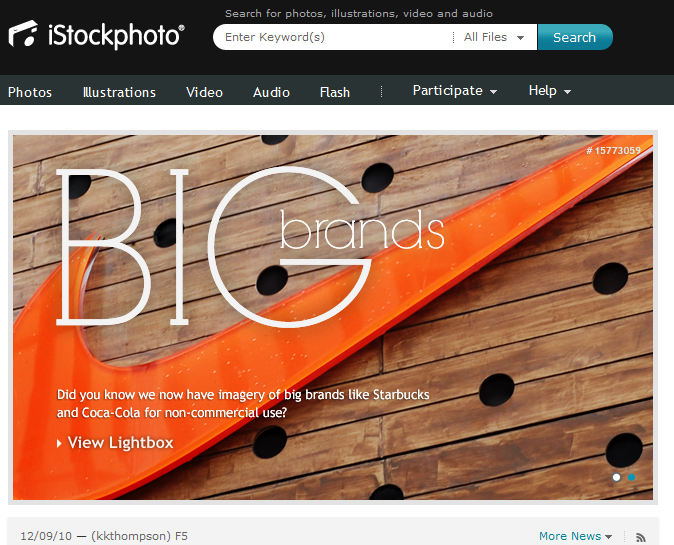 Search for photos, illustrations, video and audio
iStockphoto®
Enter Keyword(s)
All Files
Search
Photos
Illustrations
Video
Audio
Flash
Participate
Help
# 15773059
BIG
brands
Did you know we now have imagery of big brands like Starbucks
and Coca-Cola for non-commercial use?
View Lightbox
12/09/10 — (kkthompson) F5
More News